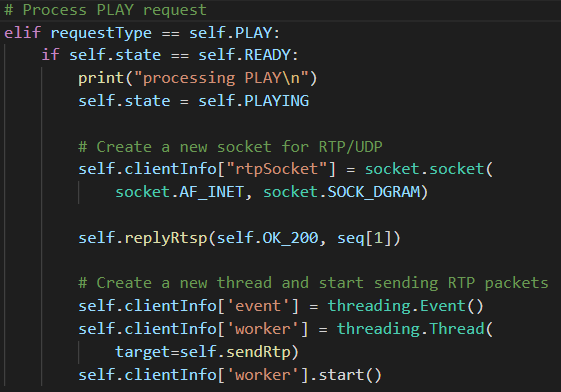 # Process PLAY request
elif requestType == self.PLAY:
if self.state == self.READY:
print("processing PLAY\n")
self.state = self.PLAYING
# Create a new socket for RTP/UDP
self.clientInfo["rtpSocket"] = socket.socket(
socket.AF_INET, socket.SOCK_DGRAM)
self.replyRtsp(self.OK_200, seq[1])
# Create a new thread and start sending RTP packets
self.clientInfo['event'] = threading.Event()
self.clientInfo['worker'] = threading.Thread(
target=self.sendRtp)
self.clientInfo['worker'].start()